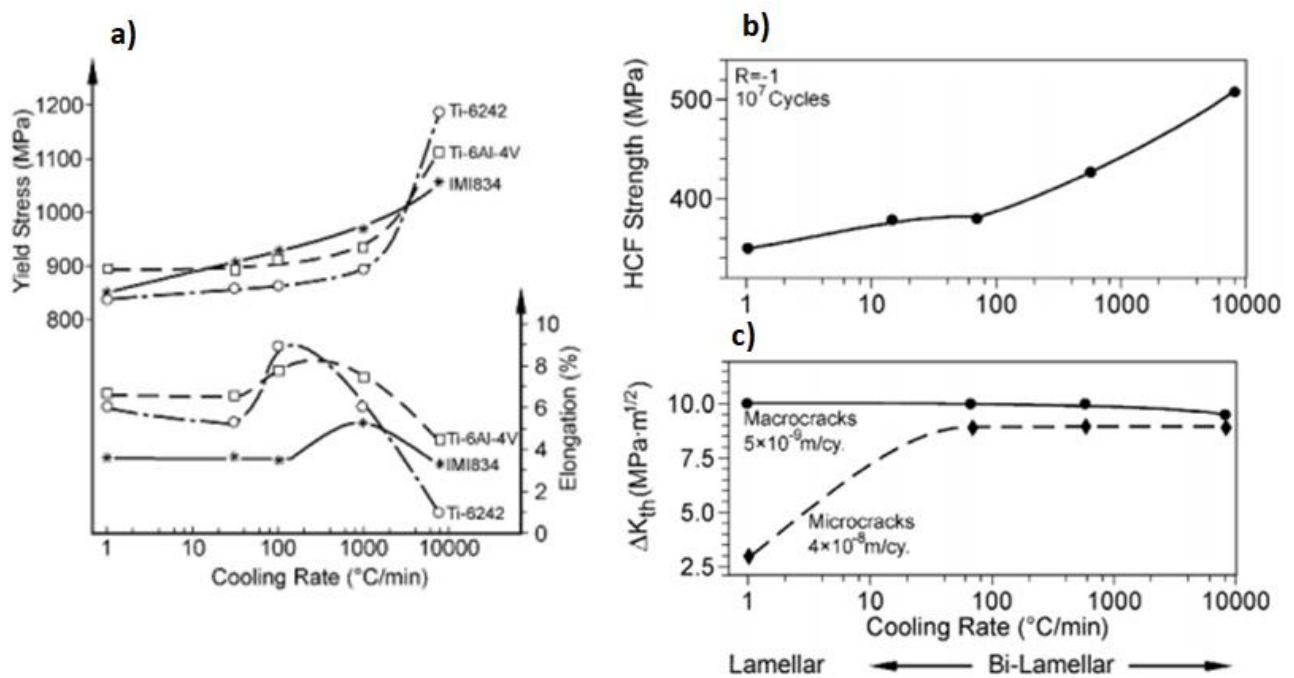 a)
Yield Stress (MPa)
1200
1100
1000
900
800
Ti-6242
Ti-6Al-4V
IMI834
10
8
6
4
2
0
Elongation (%)
Ti-6Al-4V
IMI834
Ti-6242
1 10 100 1000 10000
Cooling Rate (°C/min)
b)
HCF Strength (MPa)
500
400
R=-1
10⁷ Cycles
1 10 100 1000 10000
c)
ΔKth (MPa·m¹/²)
10.0
7.5
5.0
2.5
Macrocracks
5×10⁻⁹m/cy.
Microcracks
4×10⁻⁸m/cy.
1 10 100 1000 10000
Cooling Rate (°C/min)
Lamellar Bi-Lamellar